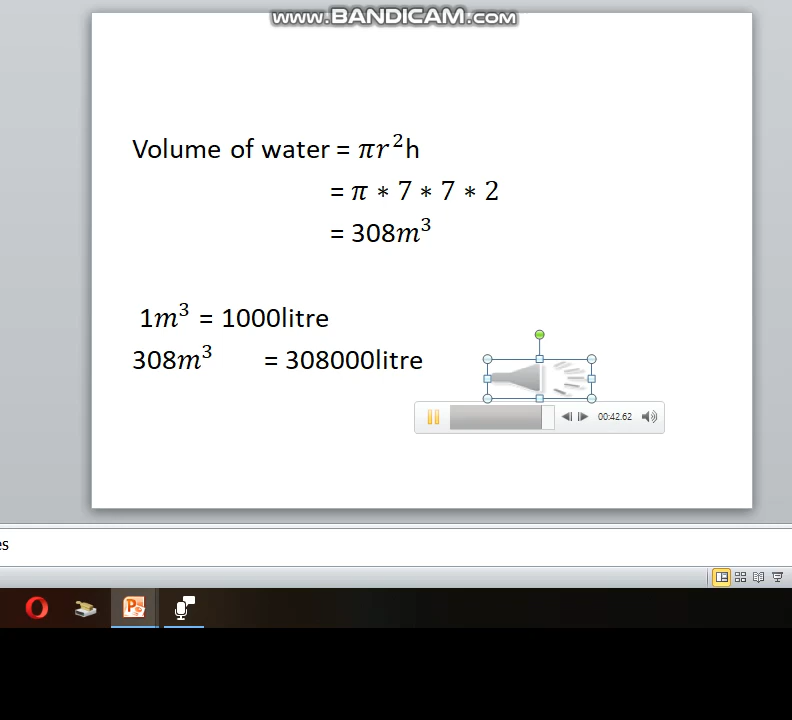 www.BANDICAM.com
Volume of water = 𝜋𝑟²h
= 𝜋 ∗ 7 ∗ 7 ∗ 2
= 308𝑚³
1𝑚³ = 1000litre
308𝑚³ = 308000litre
00:42.62
es